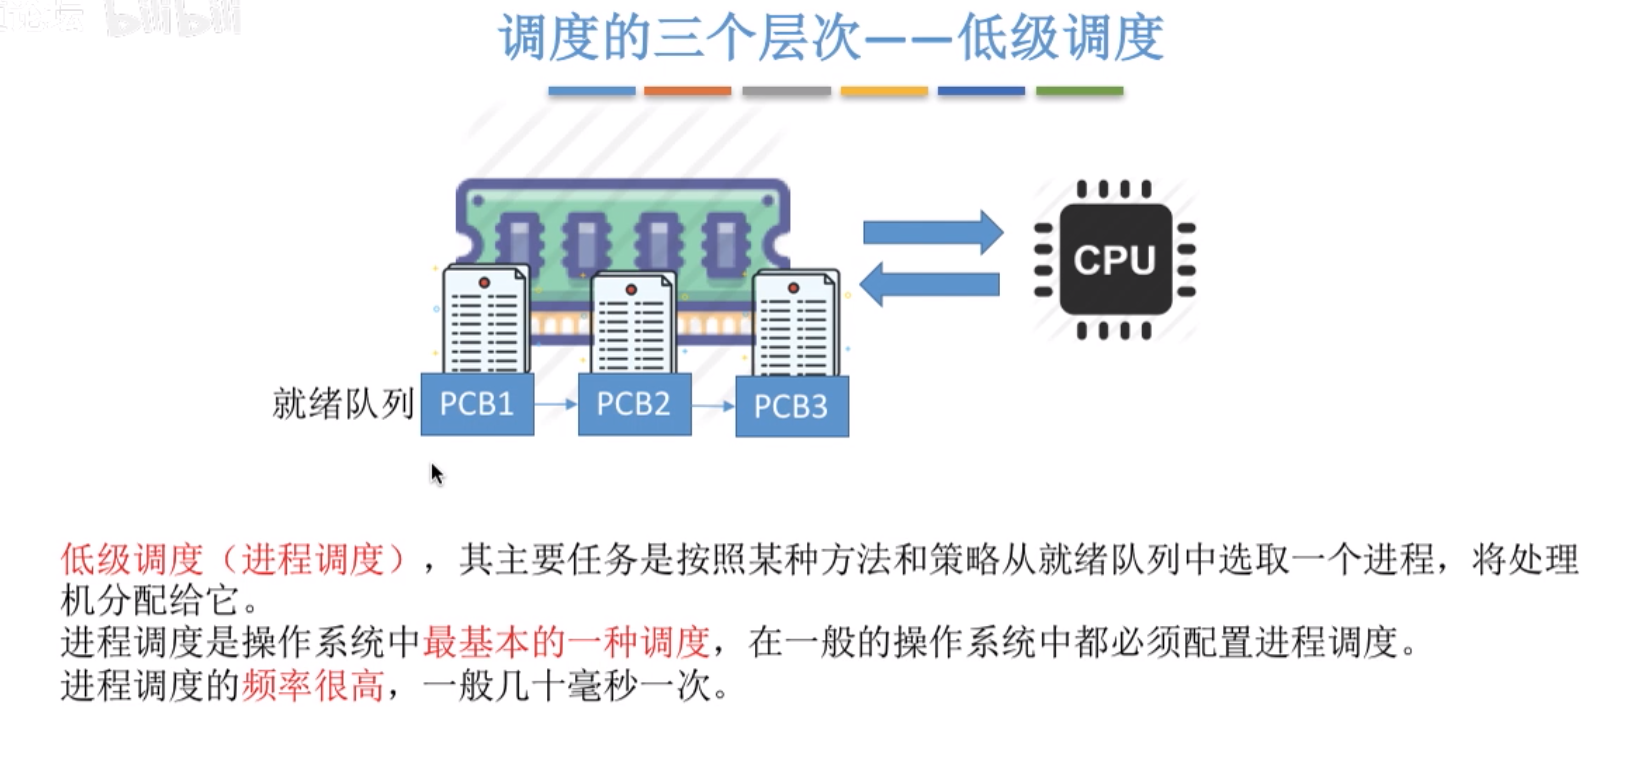 bilibili
调度的三个层次——低级调度
CPU
就绪队列
PCB1
PCB2
PCB3
低级调度（进程调度），其主要任务是按照某种方法和策略从就绪队列中选取一个进程，将处理
机分配给它。
进程调度是操作系统中最基本的一种调度，在一般的操作系统中都必须配置进程调度。
进程调度的频率很高，一般几十毫秒一次。